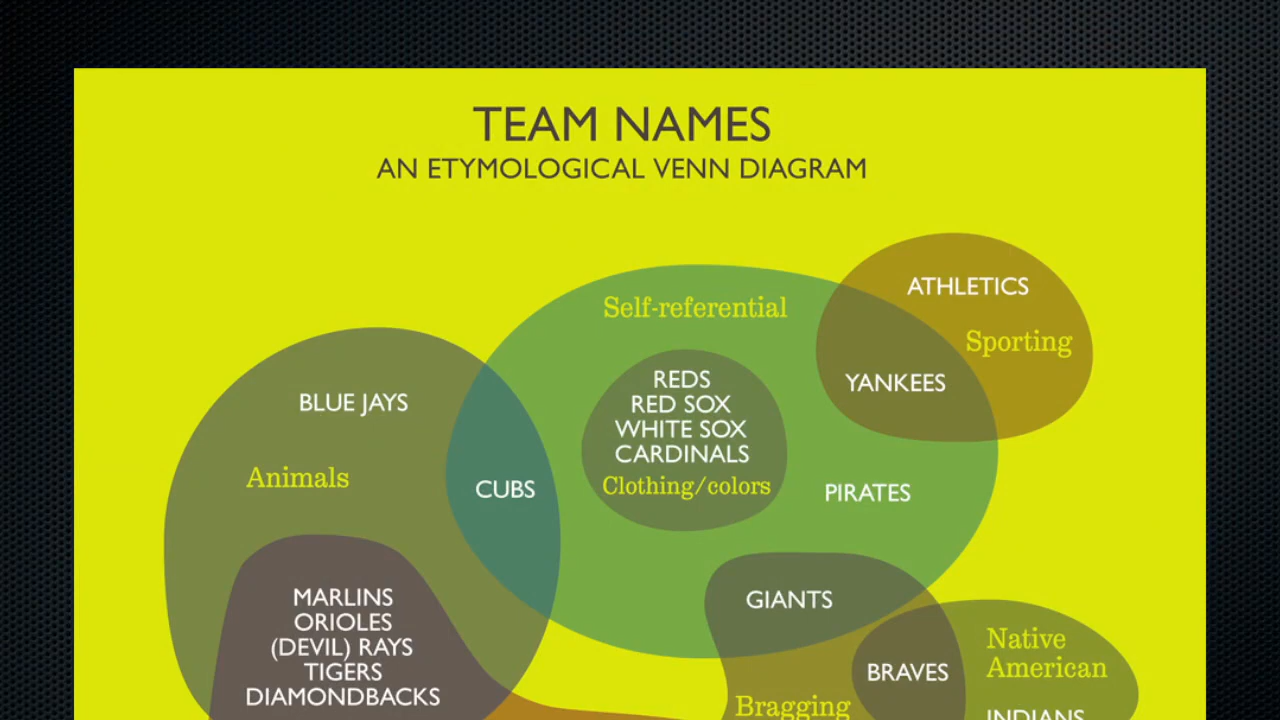 TEAM NAMES
AN ETYMOLOGICAL VENN DIAGRAM
ATHLETICS
Self-referential
Sporting
REDS
YANKEES
RED SOX
BLUE JAYS
WHITE SOX
CARDINALS
Animals
Clothing/colors
CUBS
PIRATES
MARLINS
GIANTS
ORIOLES
(DEVIL) RAYS
Native
American
TIGERS
BRAVES
DIAMONDBACKS
Bragging
INDIANS